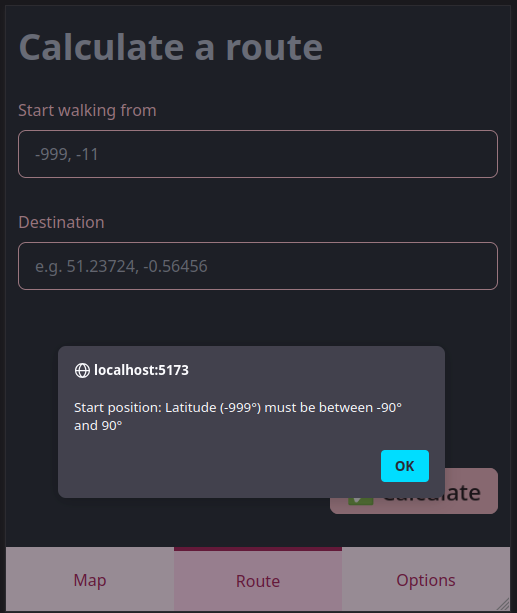 Calculate a route
Start walking from
-999, -11
Destination
e.g. 51.23724, -0.56456
localhost:5173
Start position: Latitude (-999°) must be between -90°
and 90°
OK
Calculate
Map
Route
Options